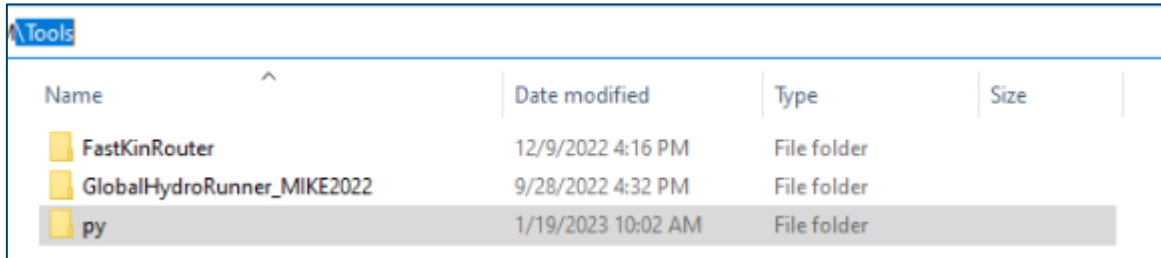 \Tools
Name Date modified Type Size
FastKinRouter 12/9/2022 4:16 PM File folder
GlobalHydroRunner_MIKE2022 9/28/2022 4:32 PM File folder
py 1/19/2023 10:02 AM File folder